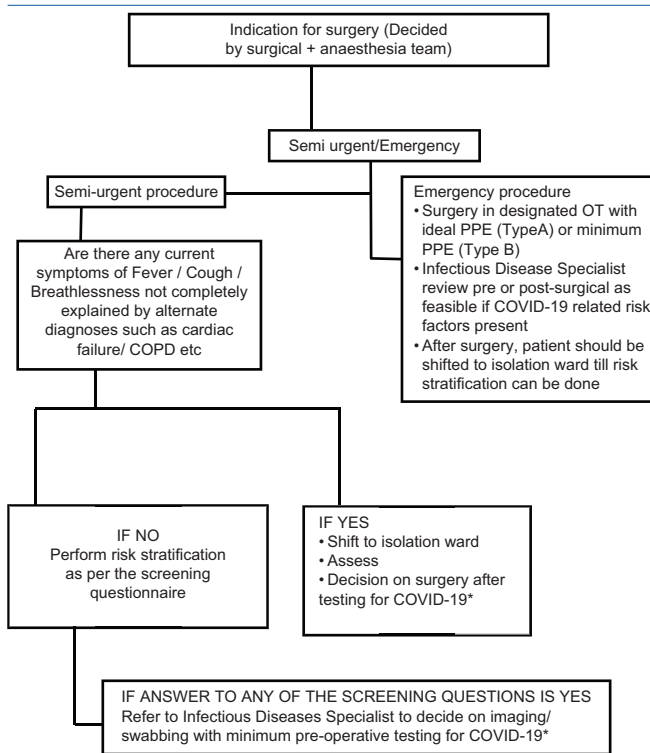 Indication for surgery (Decided
by surgical + anaesthesia team)
Semi urgent/Emergency
Semi-urgent procedure
Emergency procedure
• Surgery in designated OT with
ideal PPE (TypeA) or minimum
PPE (Type B)
• Infectious Disease Specialist
review pre or post-surgical as
feasible if COVID-19 related risk
factors present
• After surgery, patient should be
shifted to isolation ward till risk
stratification can be done
Are there any current
symptoms of Fever / Cough /
Breathlessness not completely
explained by alternate
diagnoses such as cardiac
failure/ COPD etc
IF NO
Perform risk stratification
as per the screening
questionnaire
IF YES
• Shift to isolation ward
• Assess
• Decision on surgery after
testing for COVID-19*
IF ANSWER TO ANY OF THE SCREENING QUESTIONS IS YES
Refer to Infectious Diseases Specialist to decide on imaging/
swabbing with minimum pre-operative testing for COVID-19*